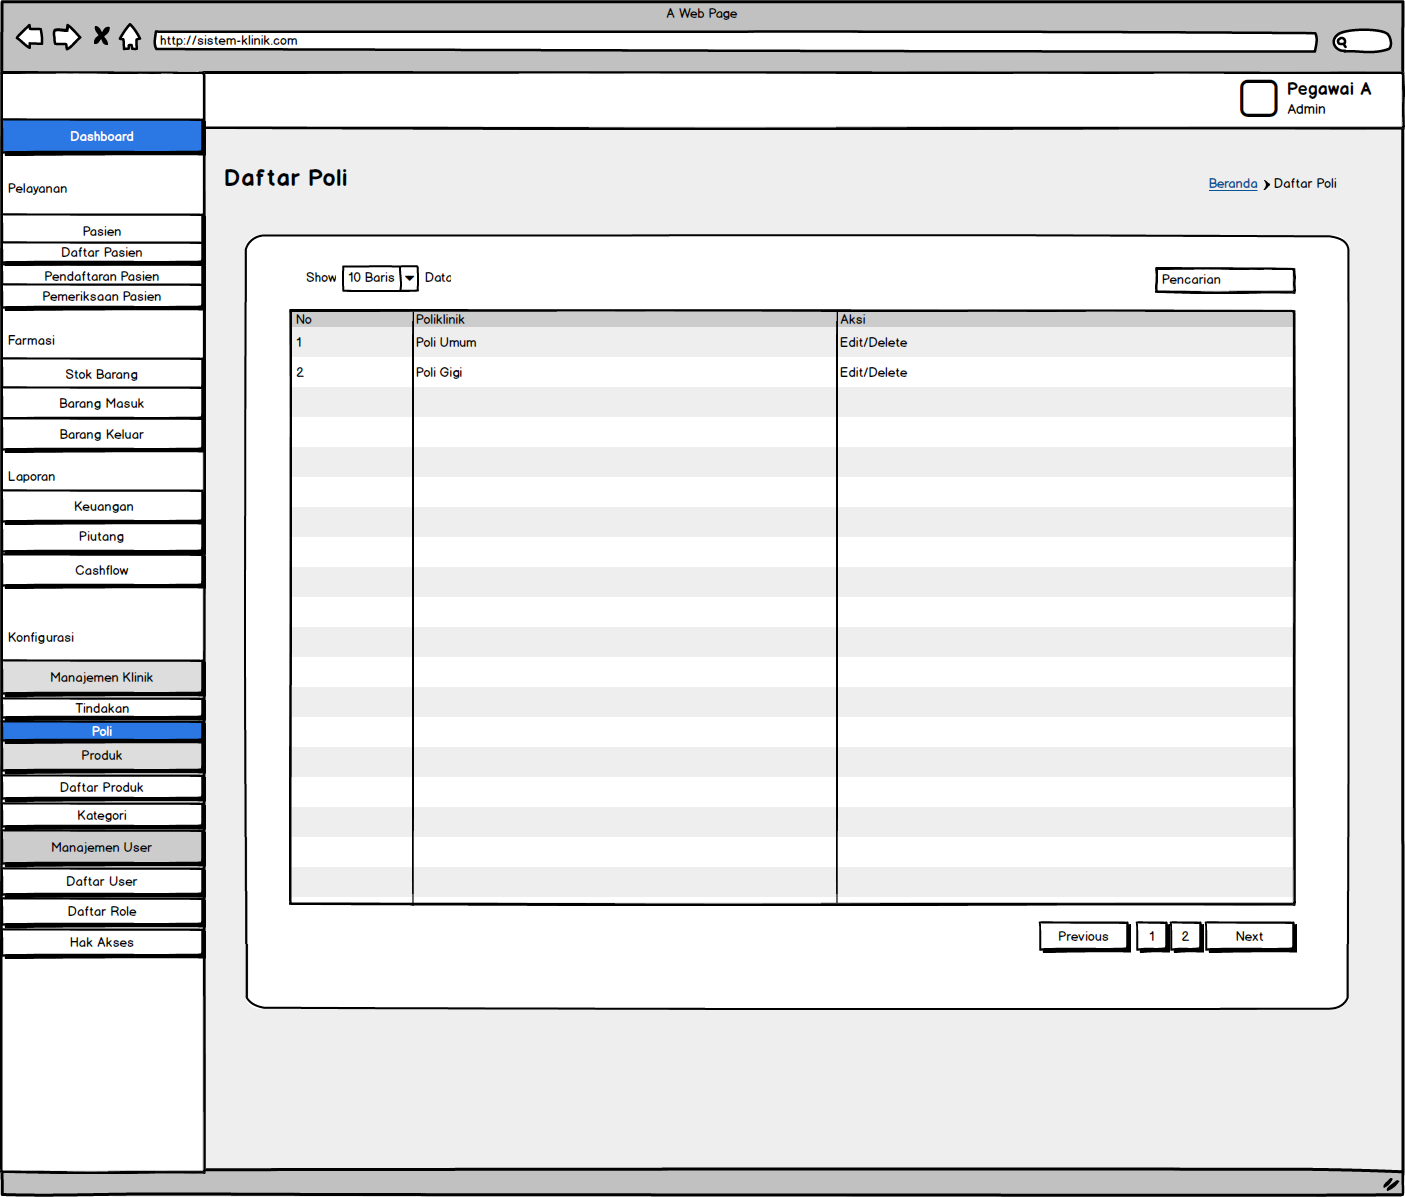 A Web Page
http://sistem-klinik.com
Pegawai A
Admin
Dashboard
Pelayanan
Pasien
Daftar Pasien
Pendaftaran Pasien
Pemeriksaan Pasien
Farmasi
Stok Barang
Barang Masuk
Barang Keluar
Laporan
Keuangan
Piutang
Cashflow
Konfigurasi
Manajemen Klinik
Tindakan
Poli
Produk
Daftar Produk
Kategori
Manajemen User
Daftar User
Daftar Role
Hak Akses
Daftar Poli
Beranda Daftar Poli
Show 10 Baris Data
Pencarian
No Poliklinik Aksi
1 Poli Umum Edit/Delete
2 Poli Gigi Edit/Delete
Previous 1 2 Next